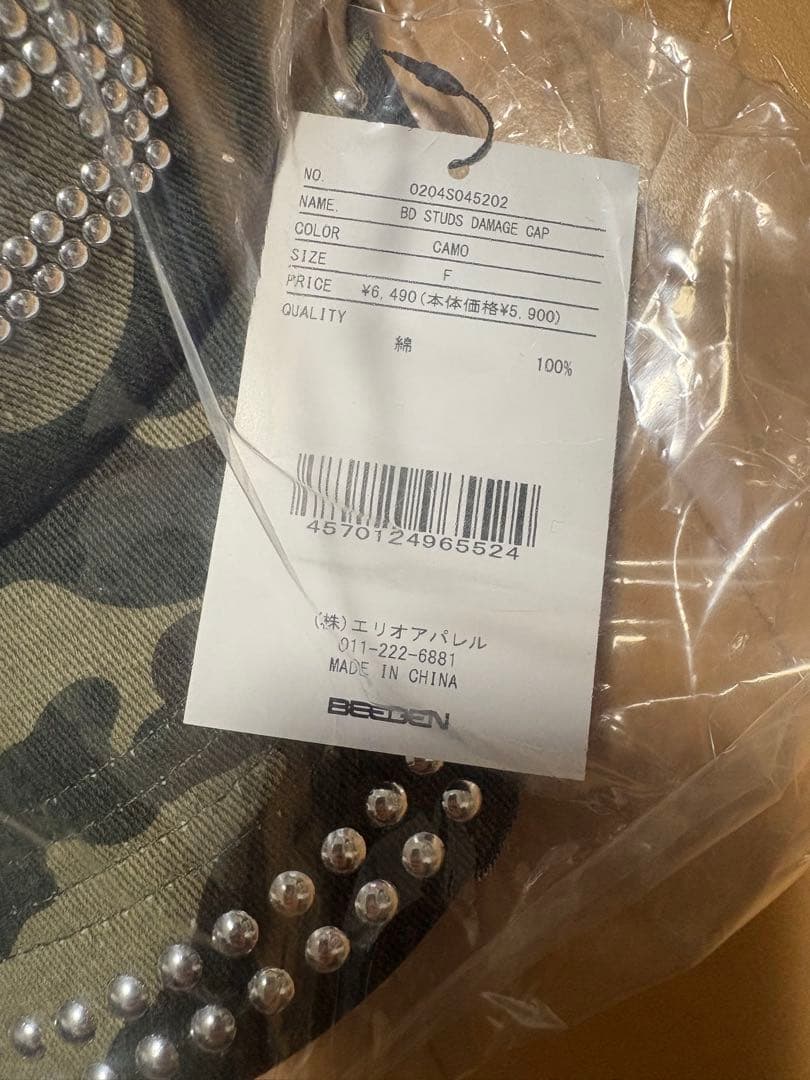 NO. 0204S045202
NAME. BD STUDS DAMAGE CAP
COLOR CAMO
SIZE F
PRICE ¥6,490(本体価格¥5,900)
QUALITY
綿 100%
4570124965524
(株)エリオアパレル
011-222-6881
MADE IN CHINA
BEEDEN